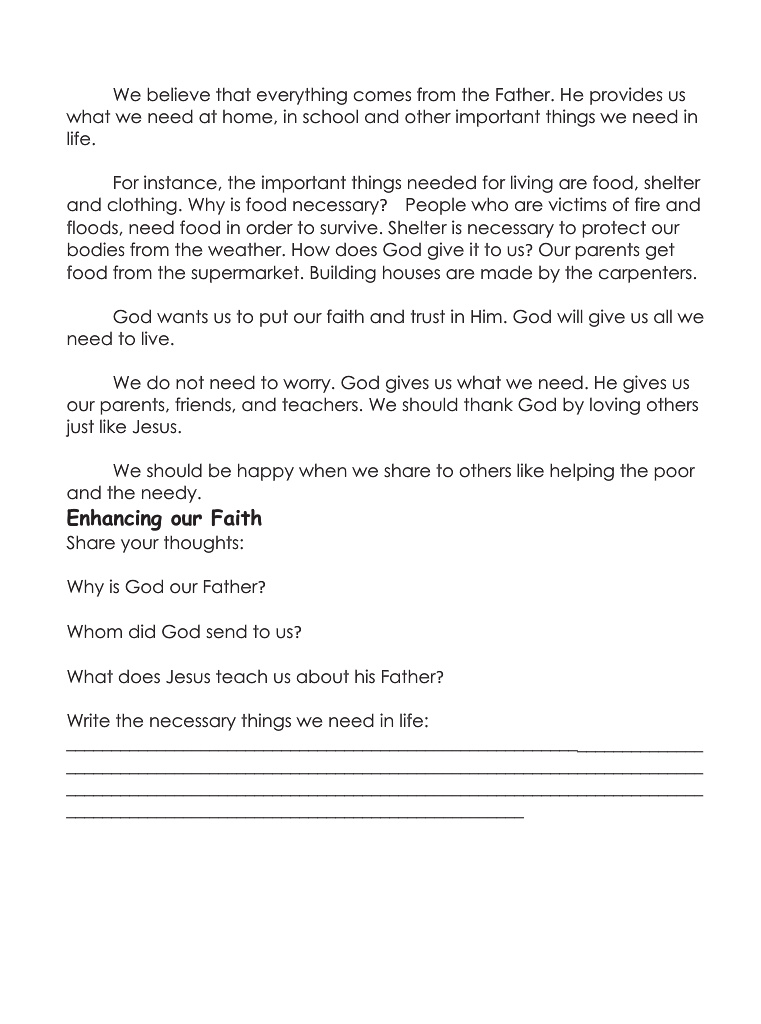 We believe that everything comes from the Father. He provides us
what we need at home, in school and other important things we need in
life.
For instance, the important things needed for living are food, shelter
and clothing. Why is food necessary?   People who are victims of fire and
floods, need food in order to survive. Shelter is necessary to protect our
bodies from the weather. How does God give it to us? Our parents get
food from the supermarket. Building houses are made by the carpenters.
God wants us to put our faith and trust in Him. God will give us all we
need to live.
We do not need to worry. God gives us what we need. He gives us
our parents, friends, and teachers. We should thank God by loving others
just like Jesus.
We should be happy when we share to others like helping the poor
and the needy.
Enhancing our Faith
Share your thoughts:
Why is God our Father?
Whom did God send to us?
What does Jesus teach us about his Father?
Write the necessary things we need in life: